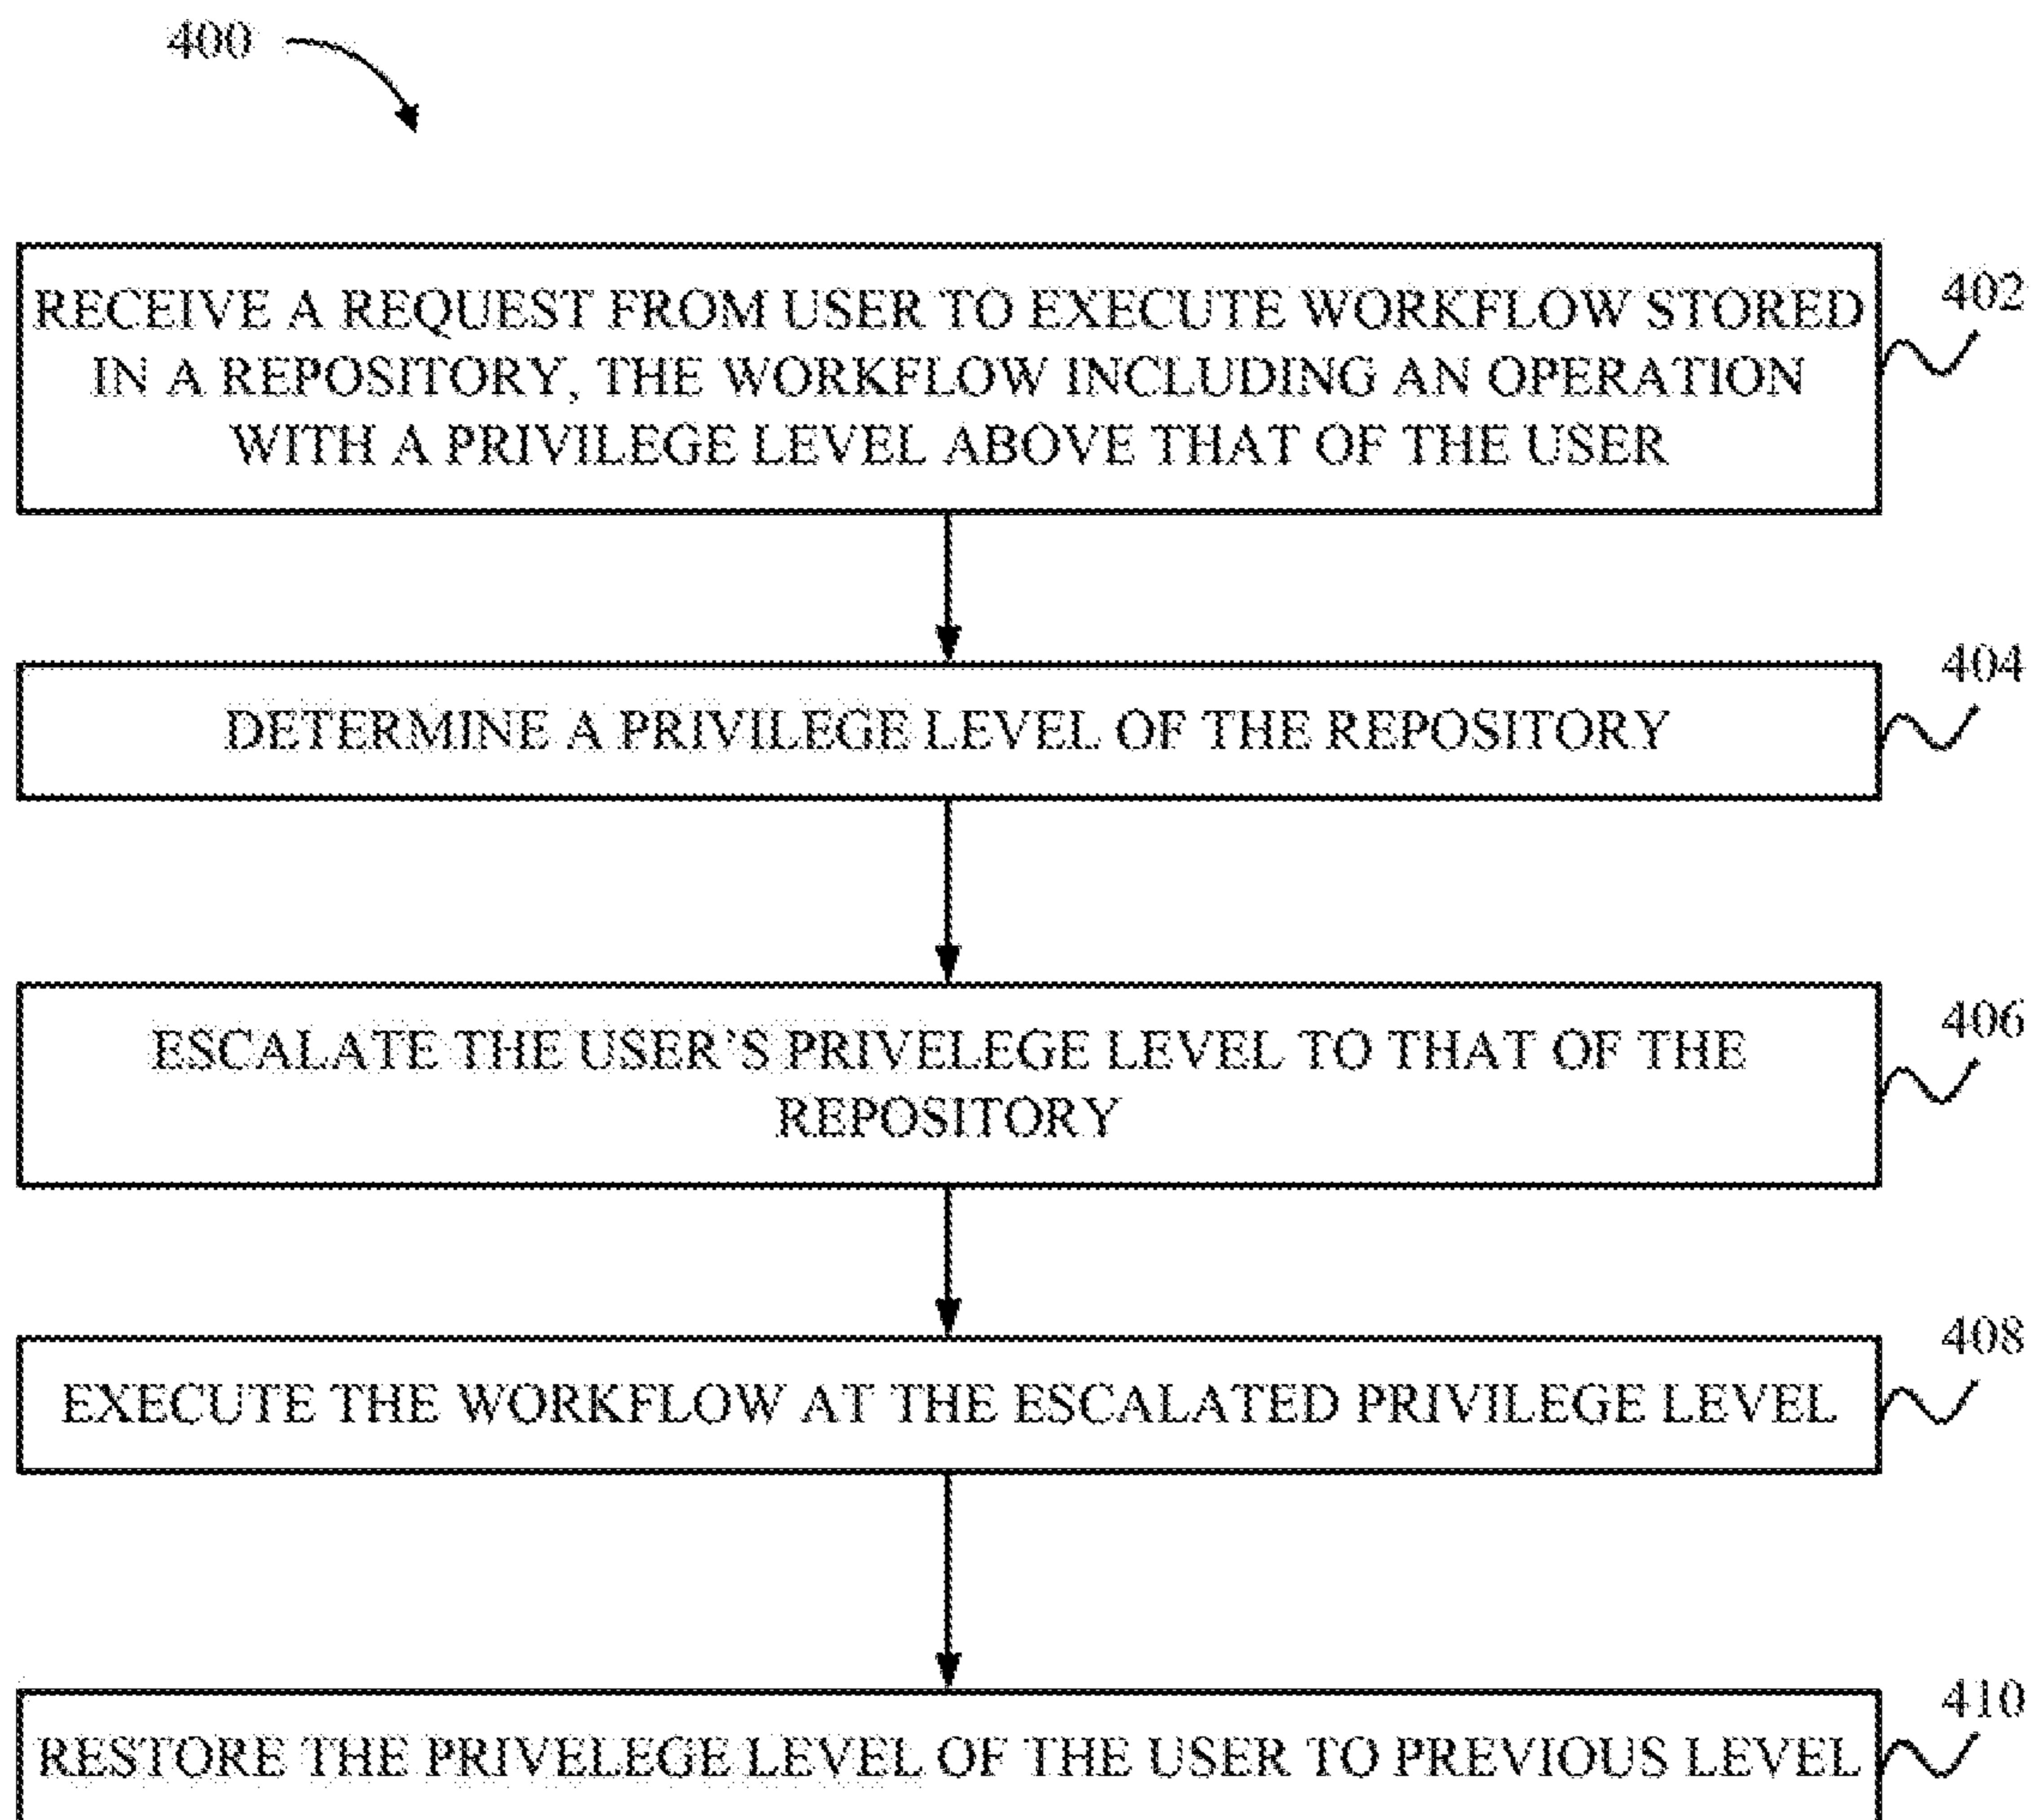 400
RECEIVE A REQUEST FROM USER TO EXECUTE WORKFLOW STORED
402
IN A REPOSITORY, THE WORKFLOW INCLUDING AN OPERATION
WITH A PRIVILEGE LEVEL ABOVE THAT OF THE USER
404
DETERMINE A PRIVILEGE LEVEL OF THE REPOSITORY
406
ESCALATE THE USER'S PRIVELEGE LEVEL TO THAT OF THE
REPOSITORY
408
EXECUTE THE WORKFLOW AT THE ESCALATED PRIVILEGE LEVEL
410
RESTORE THE PRIVELEGE LEVEL OF THE USER TO PREVIOUS LEVEL